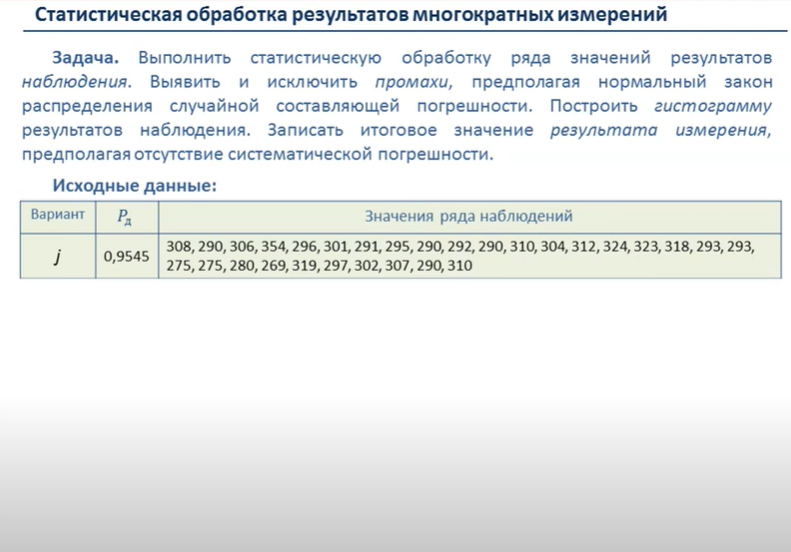 Статистическая обработка результатов многократных измерений
Задача. Выполнить статистическую обработку ряда значений результатов
наблюдения. Выявить и исключить промахи, предполагая нормальный закон
распределения случайной составляющей погрешности. Построить гистограмму
результатов наблюдения. Записать итоговое значение результата измерения,
предполагая отсутствие систематической погрешности.
Исходные данные:
Вариант Pд Значения ряда наблюдений
j 0,9545 308, 290, 306, 354, 296, 301, 291, 295, 290, 292, 290, 310, 304, 312, 324, 323, 318, 293, 293,
275, 275, 280, 269, 319, 297, 302, 307, 290, 310